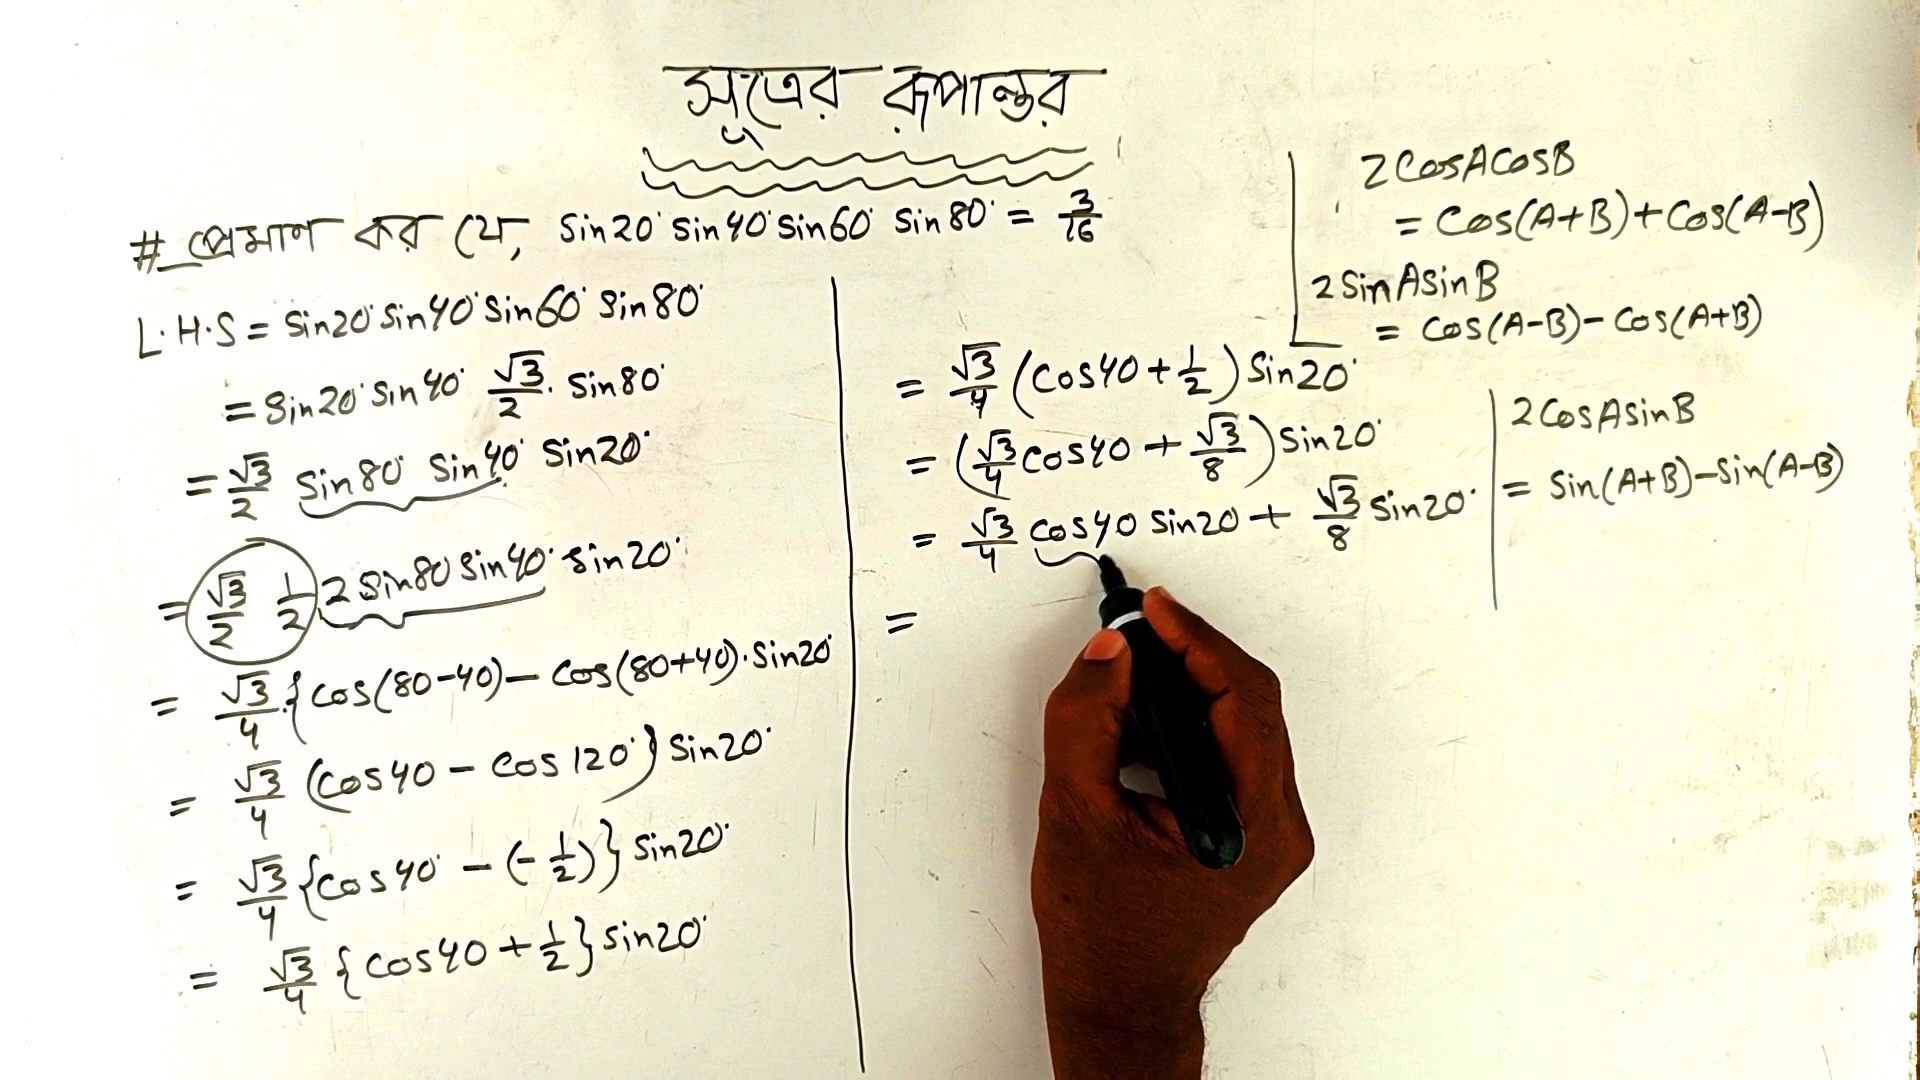 সূত্রের রূপান্তর
# প্রমাণ কর যে, sin20° sin40° sin60° sin80° = 3/16
L.H.S = sin20° sin40° sin60° sin80°
= sin20° sin40° √3/2 . sin80°
= √3/2 sin80° sin40° sin20°
= √3/2 1/2 2 sin80 sin40° sin20°
= √3/4 . {cos(80-40) - cos(80+40) . sin20°
= √3/4 (cos40 - cos120°} sin20°
= √3/4 {cos40° - (-1/2)} sin20°
= √3/4 {cos40 + 1/2} sin20°
= √3/4 (cos40 + 1/2) sin20°
= (√3/4 cos40 + √3/8) sin20°
= √3/4 cos40 sin20 + √3/8 sin20°
=
2cosAcosB
= cos(A+B)+cos(A-B)
2sinAsinB
= cos(A-B)-cos(A+B)
2cosAsinB
= sin(A+B)-sin(A-B)